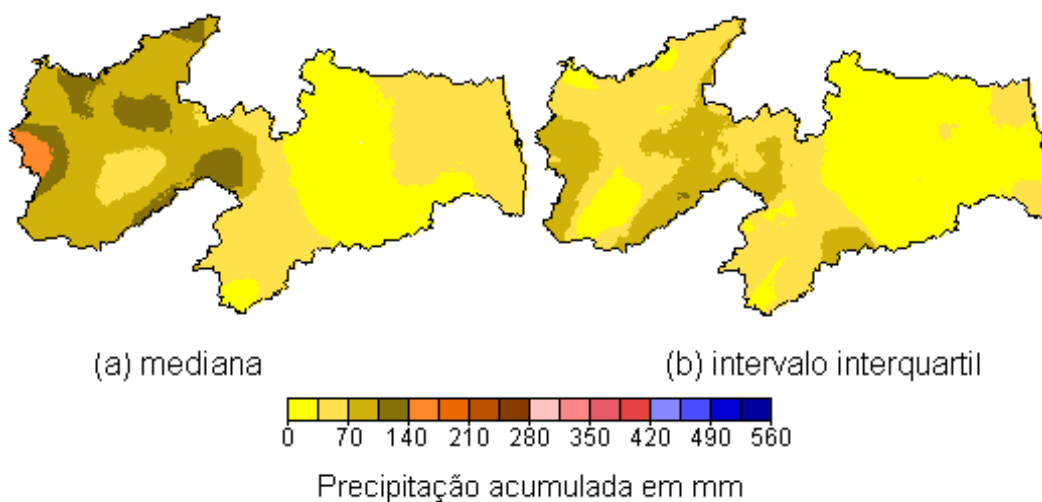 (a) mediana
(b) intervalo interquartil
0 70 140 210 280 350 420 490 560
Precipitação acumulada em mm